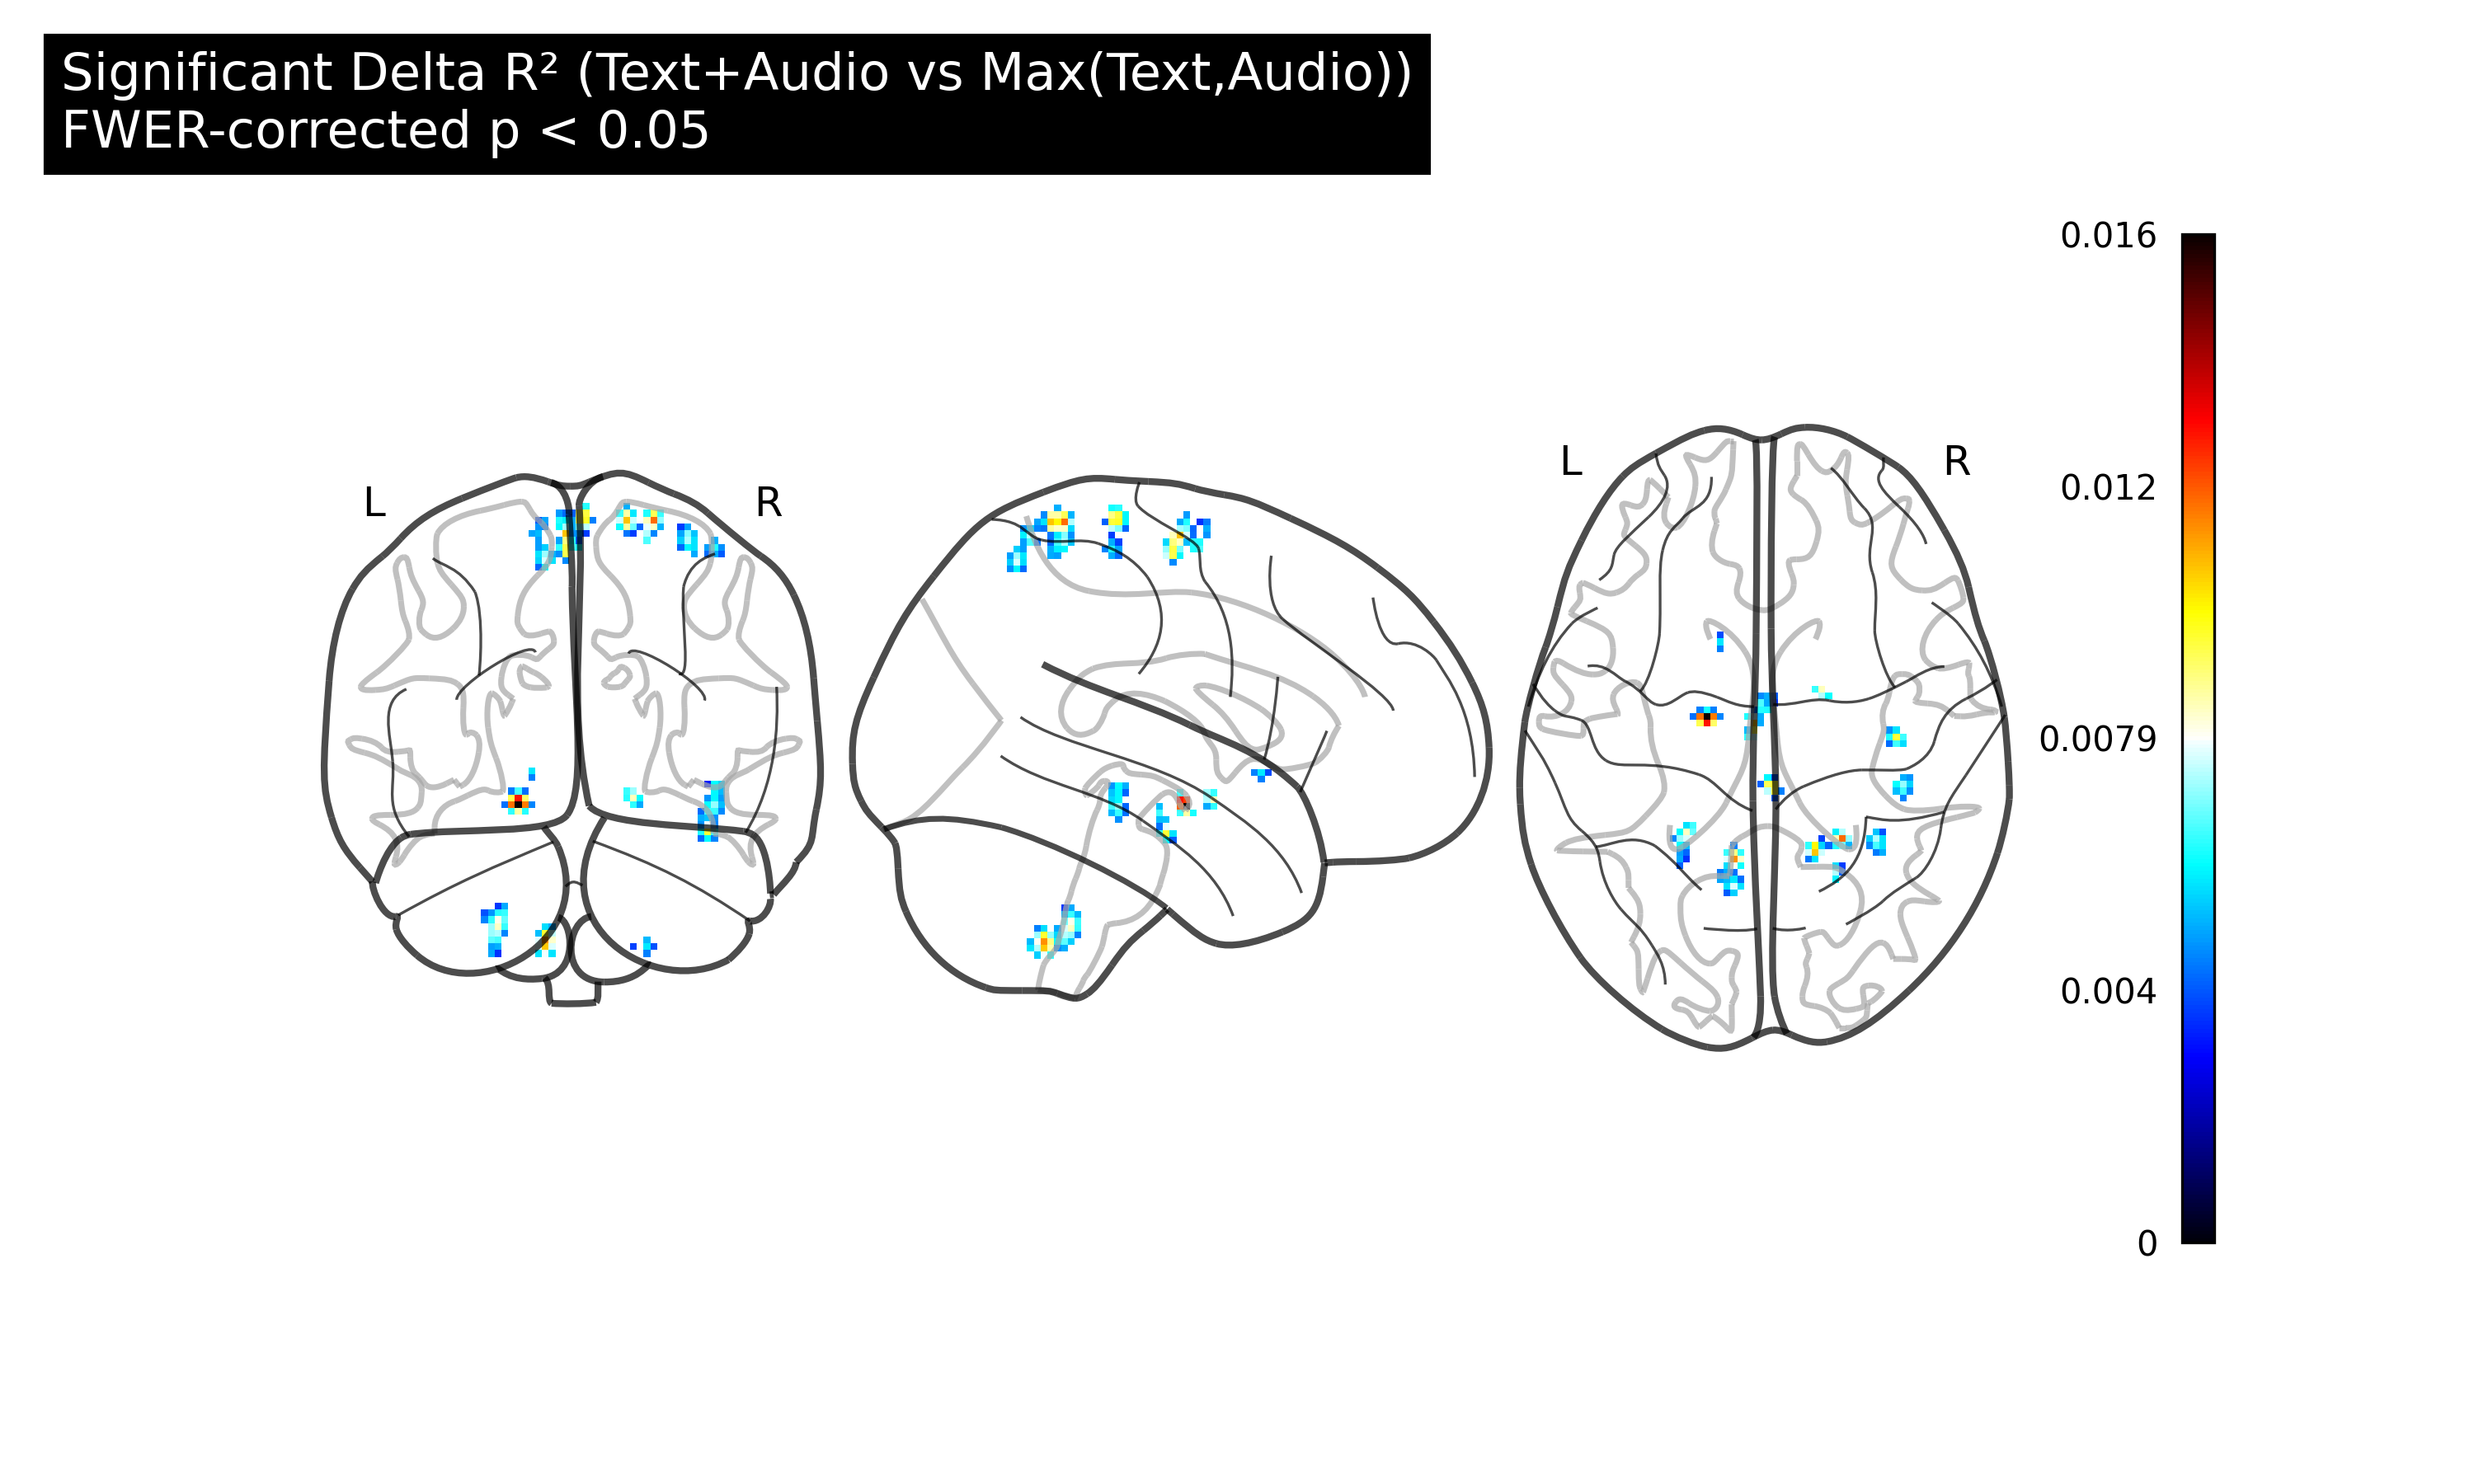 Significant Delta R² (Text+Audio vs Max(Text,Audio))
FWER-corrected p < 0.05
L
R
L
R
0.016
0.012
0.0079
0.004
0